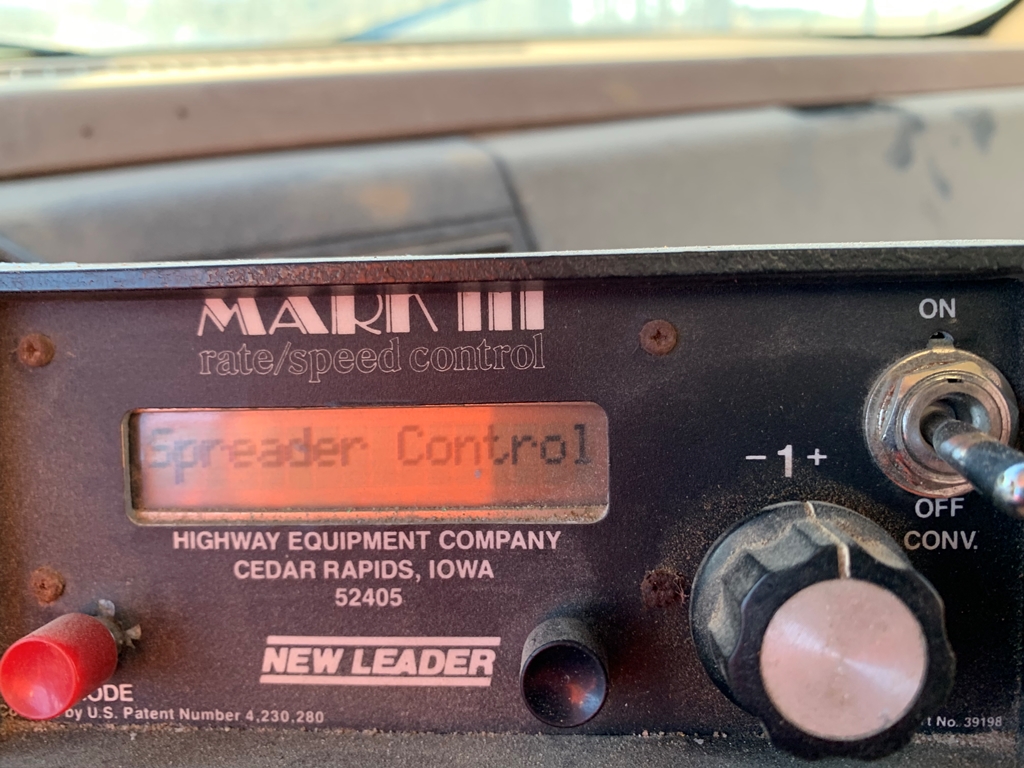 MARK III
rate/speed control
ON
Spreader Control
- 1 +
OFF
CONV.
HIGHWAY EQUIPMENT COMPANY
CEDAR RAPIDS, IOWA
52405
NEW LEADER
by U.S. Patent Number 4,230,280
No. 39198